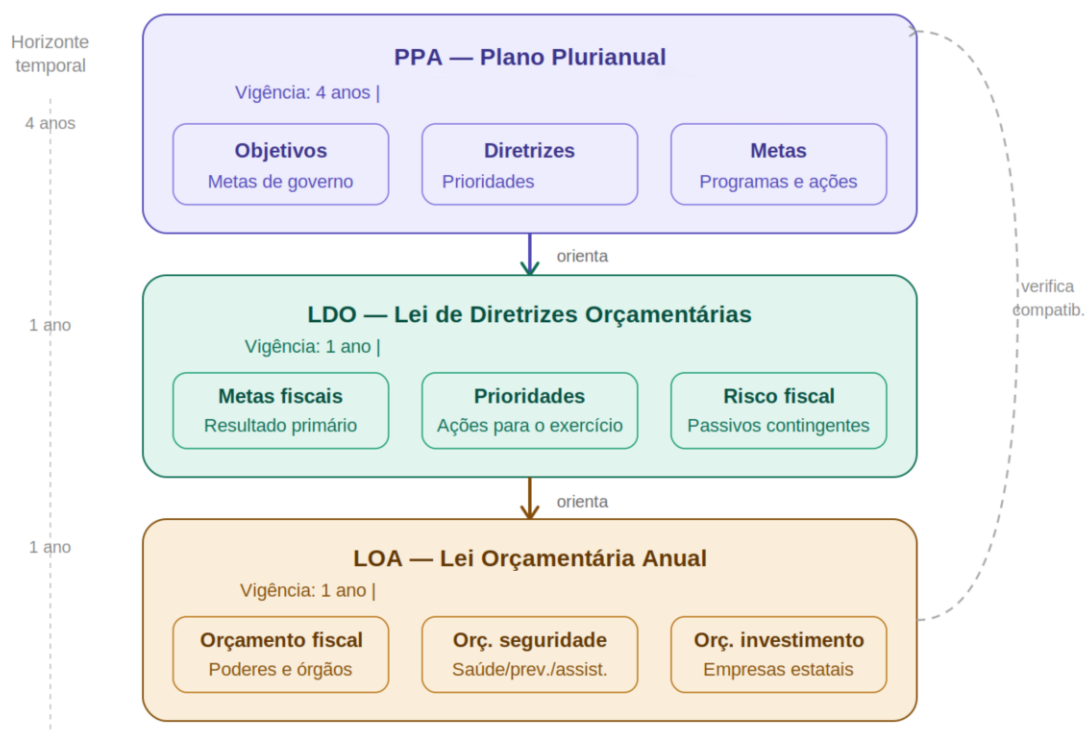 Horizonte
temporal
PPA — Plano Plurianual
Vigência: 4 anos |
4 anos
Objetivos
Metas de governo
Diretrizes
Prioridades
Metas
Programas e ações
orienta
verifica
compatib.
LDO — Lei de Diretrizes Orçamentárias
1 ano
Vigência: 1 ano |
Metas fiscais
Resultado primário
Prioridades
Ações para o exercício
Risco fiscal
Passivos contingentes
orienta
1 ano
LOA — Lei Orçamentária Anual
Vigência: 1 ano |
Orçamento fiscal
Poderes e órgãos
Orç. seguridade
Saúde/prev./assist.
Orç. investimento
Empresas estatais